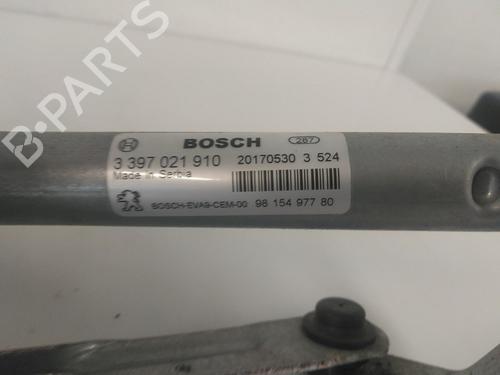 B-PARTS
BOSCH 287
3 397 021 910 20170530 3 524
Made in Serbia
BOSCH-EVA9-CEM-00 98 154 977 80